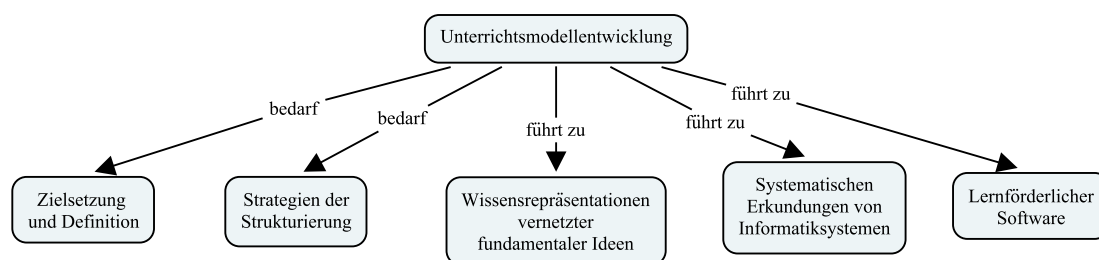 Unterrichtsmodellentwicklung
führt zu
bedarf
bedarf
führt zu
führt zu
Zielsetzung
und Definition
Strategien der
Strukturierung
Wissensrepräsentationen
vernetzter
fundamentaler Ideen
Systematischen
Erkundungen von
Informatiksystemen
Lernförderlicher
Software